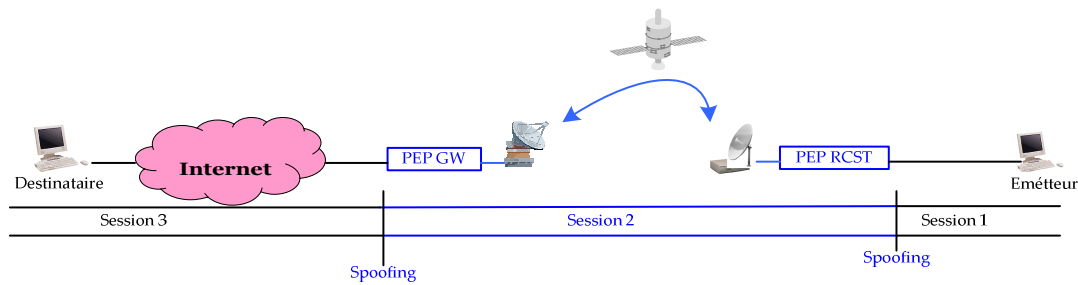 Internet
PEP GW
PEP RCST
Destinataire
Emétteur
Session 3
Session 2
Session 1
Spoofing
Spoofing